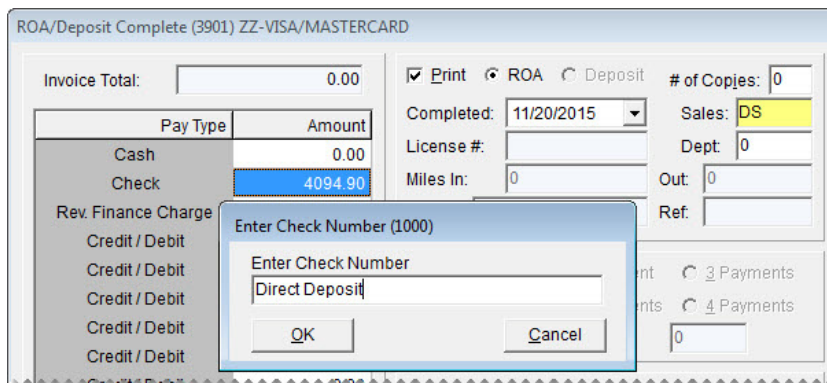 ROA/Deposit Complete (3901) ZZ-VISA/MASTERCARD
Invoice Total: 0.00
Pay Type Amount
Cash 0.00
Check 4094.90
Rev. Finance Charge
Credit / Debit
Credit / Debit
Credit / Debit
Credit / Debit
Credit / Debit
Print ROA Deposit # of Copies: 0
Completed: 11/20/2015 Sales: DS
License #: Dept: 0
Miles In: 0 Out: 0
Ref:
3 Payments
4 Payments
0
Enter Check Number (1000)
Enter Check Number
Direct Deposit
OK Cancel